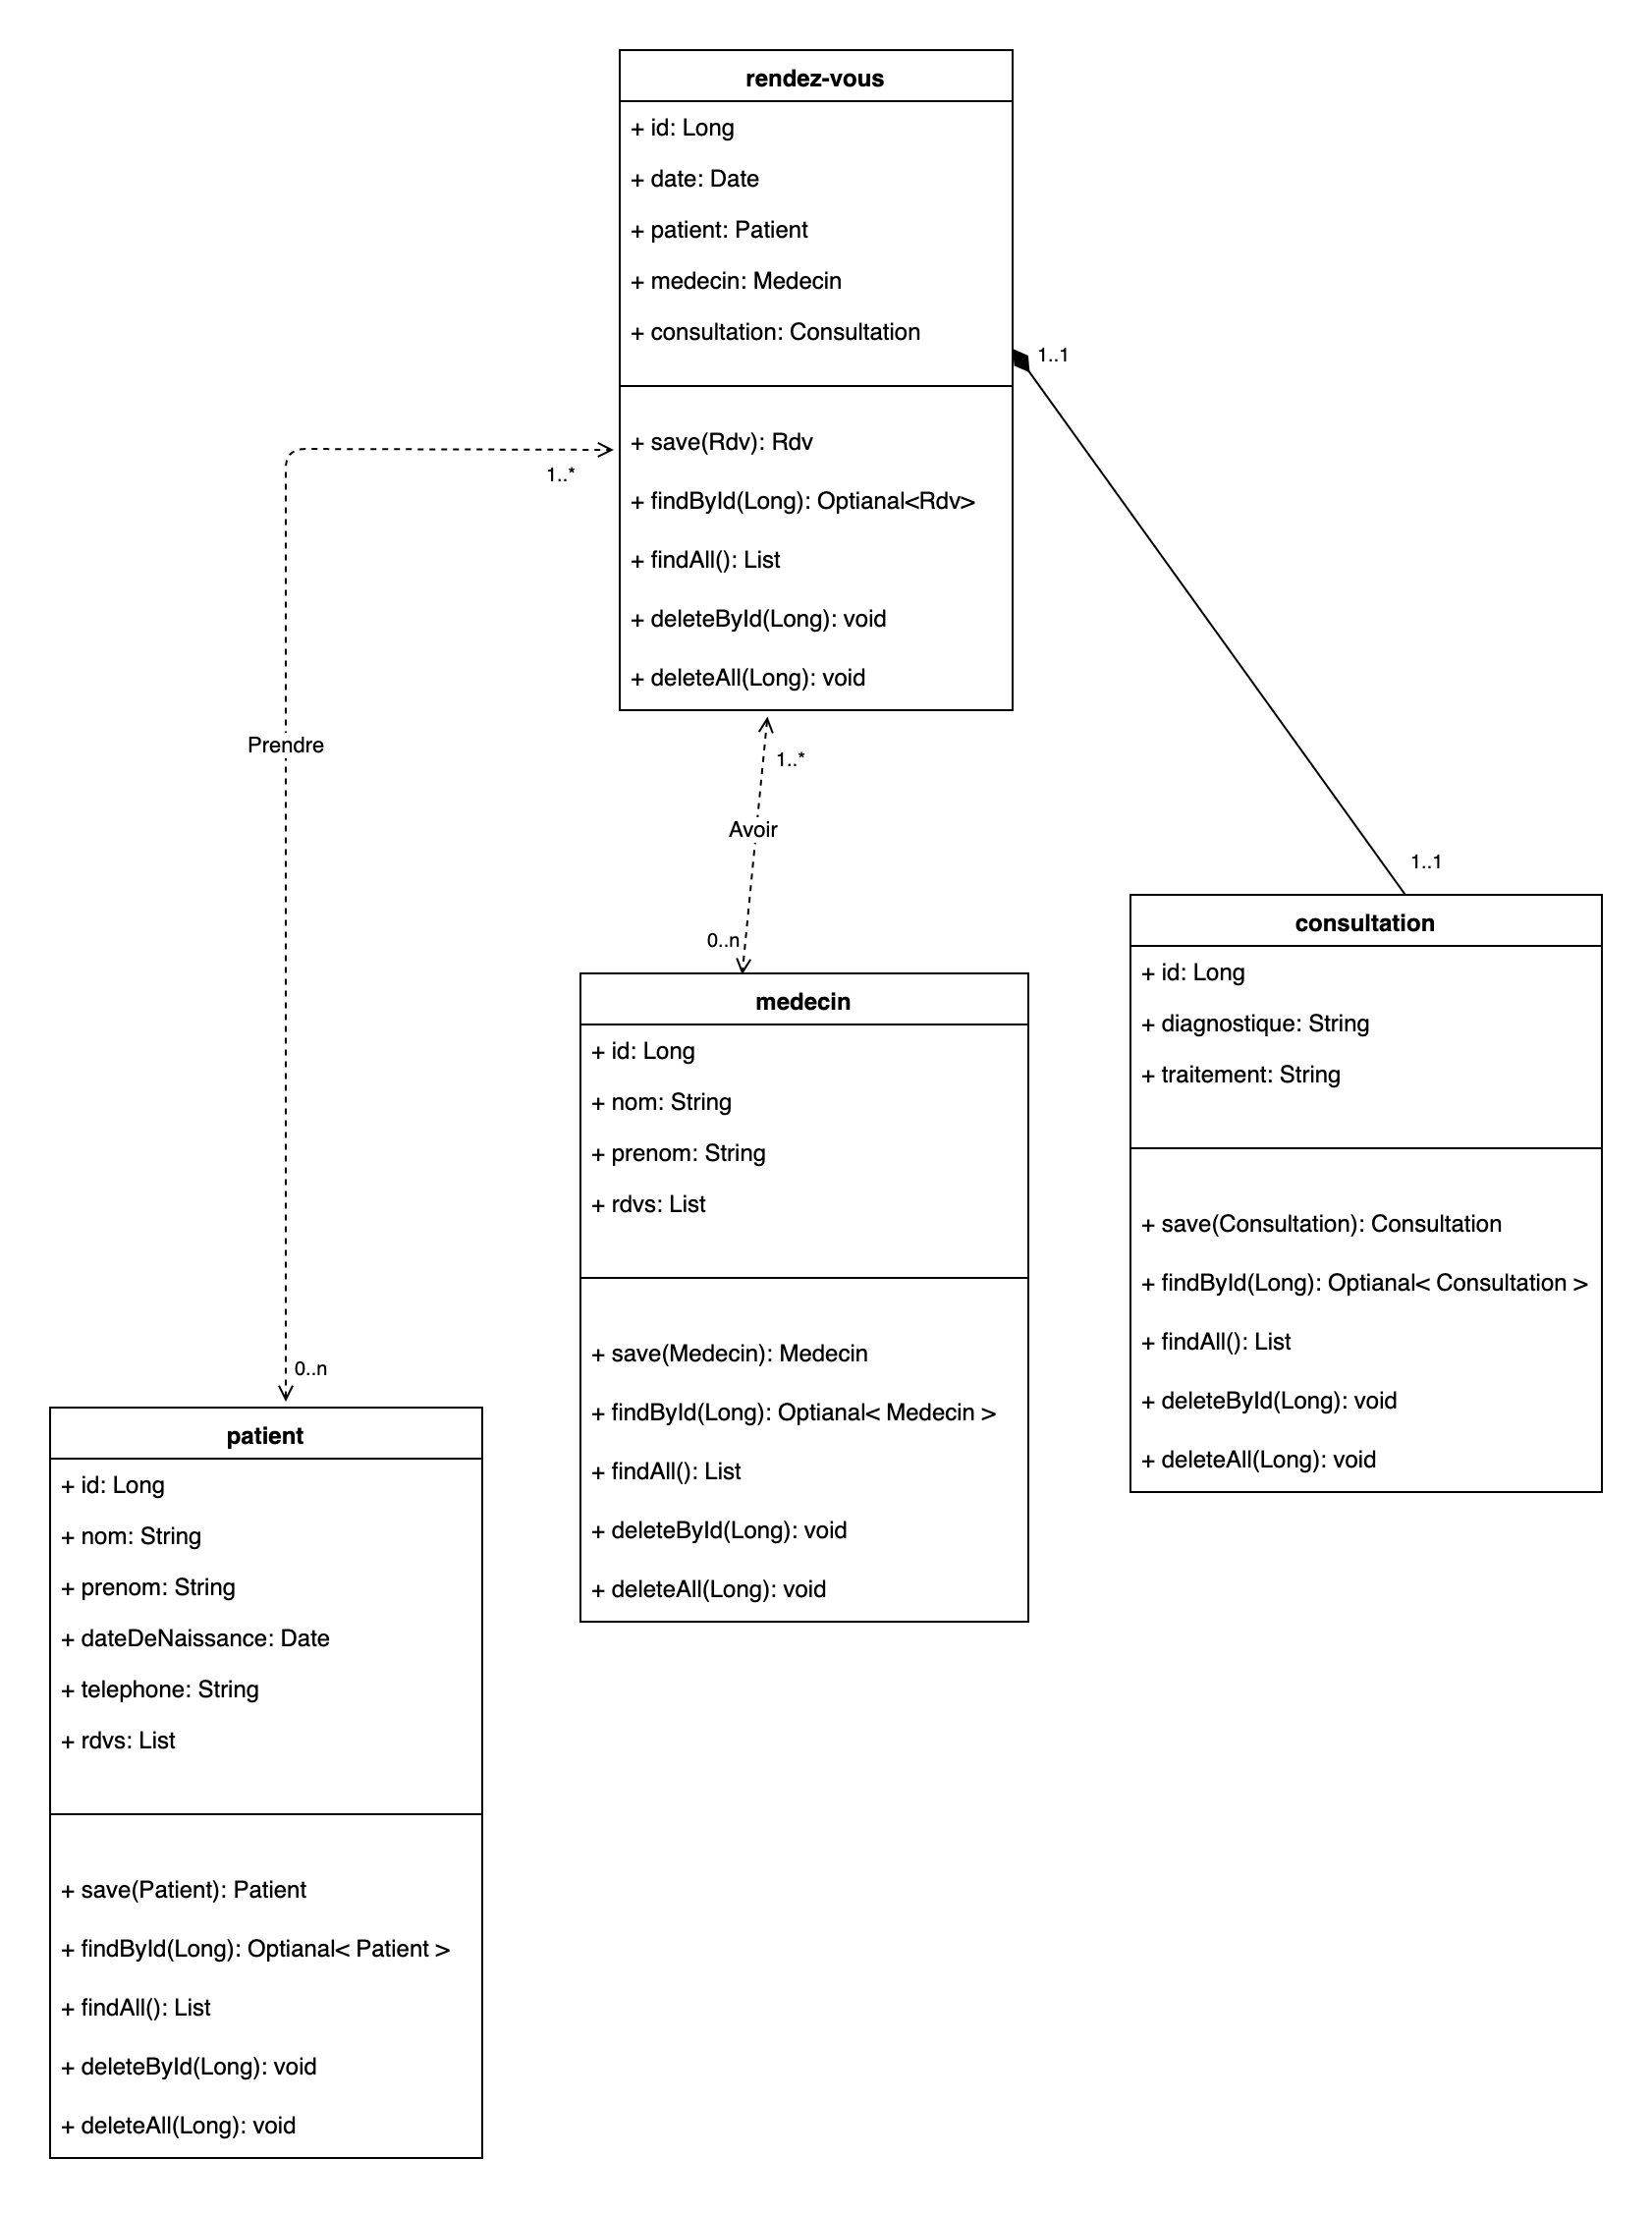 rendez-vous
+ id: Long
+ date: Date
+ patient: Patient
+ medecin: Medecin
+ consultation: Consultation
+ save(Rdv): Rdv
+ findById(Long): Optianal<Rdv>
+ findAll(): List
+ deleteById(Long): void
+ deleteAll(Long): void
1..1
1..*
Prendre
1..*
Avoir
0..n
1..1
0..n
medecin
+ id: Long
+ nom: String
+ prenom: String
+ rdvs: List
+ save(Medecin): Medecin
+ findById(Long): Optianal< Medecin >
+ findAll(): List
+ deleteById(Long): void
+ deleteAll(Long): void
consultation
+ id: Long
+ diagnostique: String
+ traitement: String
+ save(Consultation): Consultation
+ findById(Long): Optianal< Consultation >
+ findAll(): List
+ deleteById(Long): void
+ deleteAll(Long): void
patient
+ id: Long
+ nom: String
+ prenom: String
+ dateDeNaissance: Date
+ telephone: String
+ rdvs: List
+ save(Patient): Patient
+ findById(Long): Optianal< Patient >
+ findAll(): List
+ deleteById(Long): void
+ deleteAll(Long): void